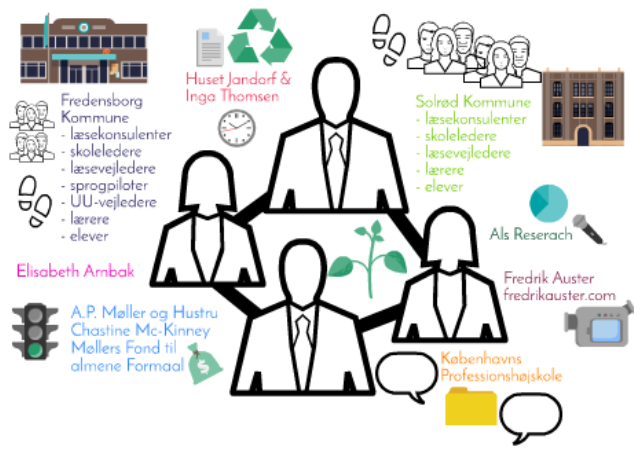 Huset Jandorf &
Inga Thomsen
Fredensborg
Kommune
- læsekonsulenter
- skoleledere
- læsevejledere
- sprogpiloter
- UU-vejledere
- lærere
- elever
Solrød Kommune
- læsekonsulenter
- skoleledere
- læsevejledere
- lærere
- elever
Als Reserach
Elisabeth Arnbak
Fredrik Auster
fredrikauster.com
A.P. Møller og Hustru
Chastine Mc-Kinney
Møllers Fond til
almene Formaal
$
Københavns
Professionshøjskole